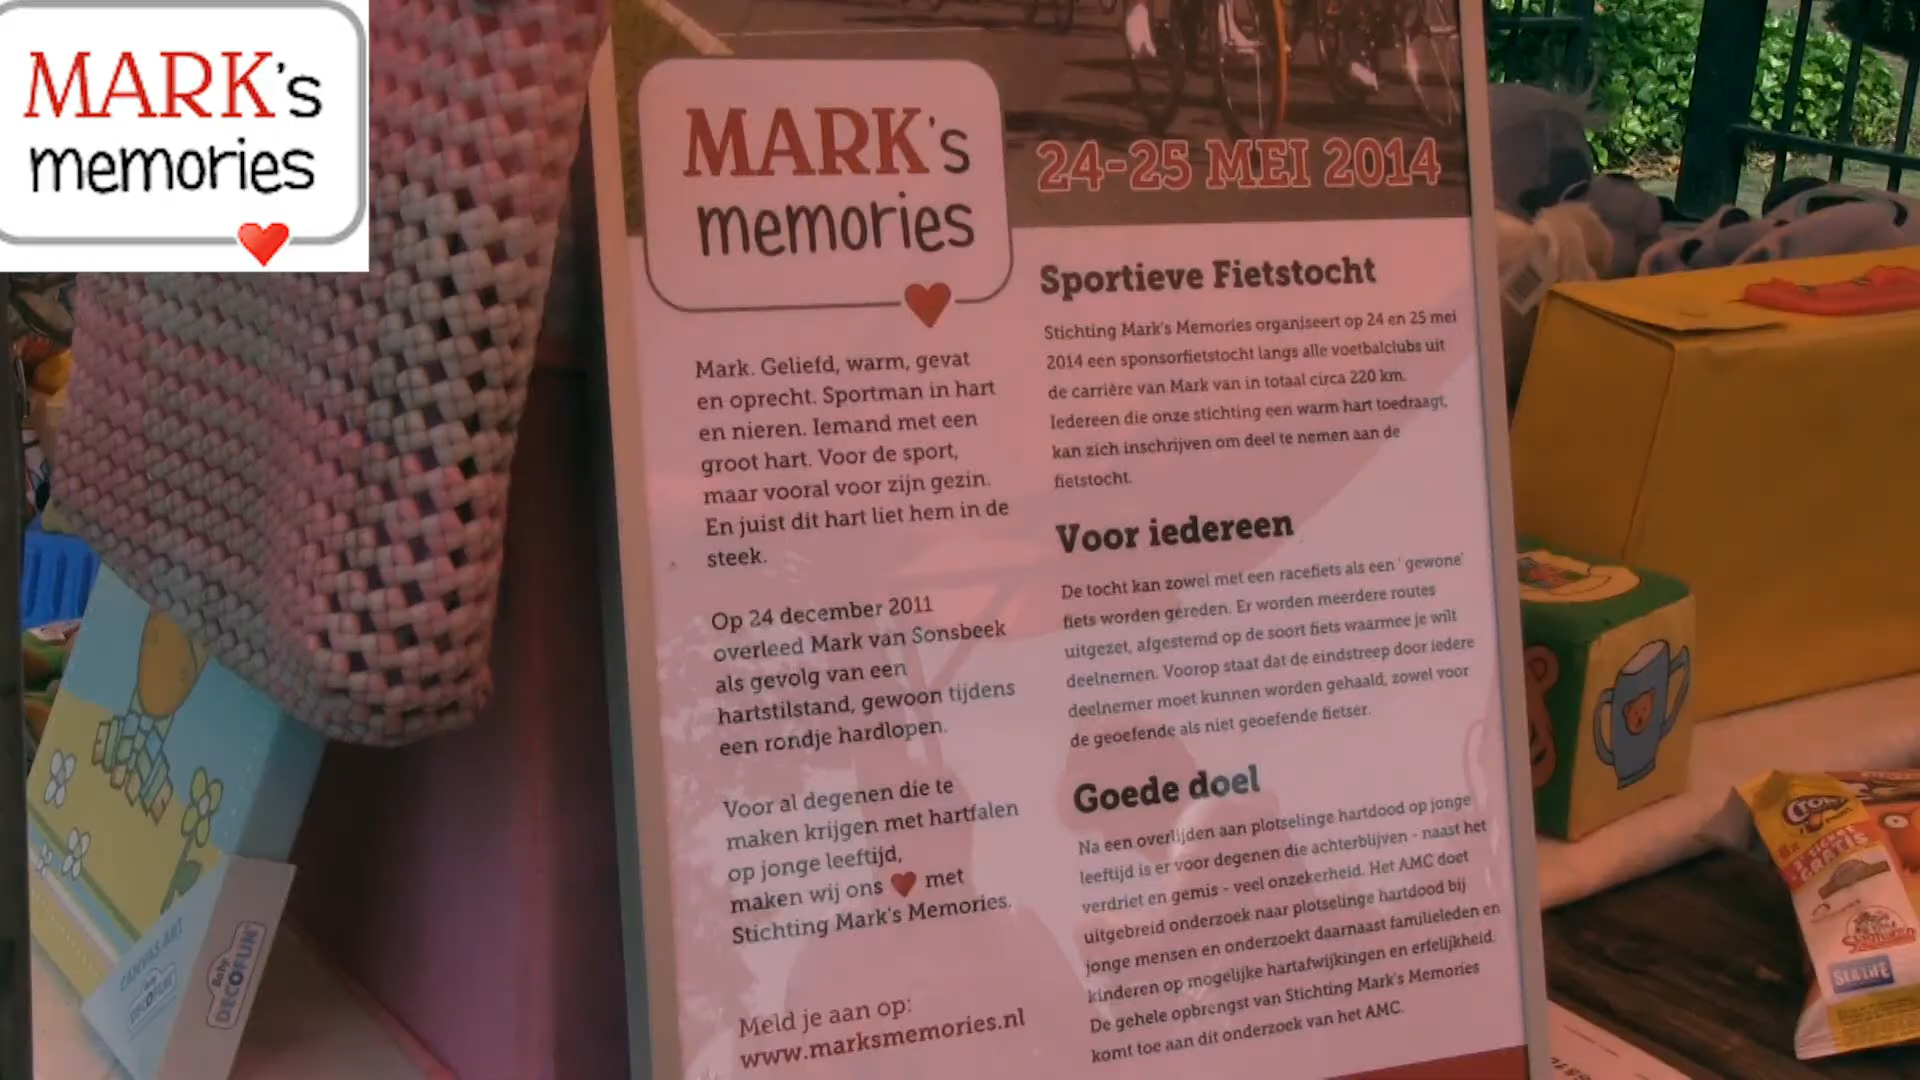 MARK's
memories
MARK's
memories
24-25 MEI 2014
Mark. Geliefd, warm, gevat
en oprecht. Sportman in hart
en nieren. Iemand met een
groot hart. Voor de sport,
maar vooral voor zijn gezin.
En juist dit hart liet hem in de
steek.
Op 24 december 2011
overleed Mark van Sonsbeek
als gevolg van een
hartstilstand, gewoon tijdens
een rondje hardlopen.
Voor al degenen die te
maken krijgen met hartfalen
op jonge leeftijd,
maken wij ons ❤ met
Stichting Mark's Memories.
Meld je aan op:
www.marksmemories.nl
Sportieve Fietstocht
Stichting Mark's Memories organiseert op 24 en 25 mei
2014 een sponsorfietstocht langs alle voetbalclubs uit
de carrière van Mark van in totaal circa 220 km.
Iedereen die onze stichting een warm hart toedraagt,
kan zich inschrijven om deel te nemen aan de
fietstocht.
Voor iedereen
De tocht kan zowel met een racefiets als een ' gewone'
fiets worden gereden. Er worden meerdere routes
uitgezet, afgestemd op de soort fiets waarmee je wilt
deelnemen. Voorop staat dat de eindstreep door iedere
deelnemer moet kunnen worden gehaald, zowel voor
de geoefende als niet geoefende fietser.
Goede doel
Na een overlijden aan plotselinge hartdood op jonge
leeftijd is er voor degenen die achterblijven - naast het
verdriet en gemis - veel onzekerheid. Het AMC doet
uitgebreid onderzoek naar plotselinge hartdood bij
jonge mensen en onderzoekt daarnaast familieleden en
kinderen op mogelijke hartafwijkingen en erfelijkheid.
De gehele opbrengst van Stichting Mark's Memories
komt toe aan dit onderzoek van het AMC.
CANVAS ART
Baby
DECOFUN